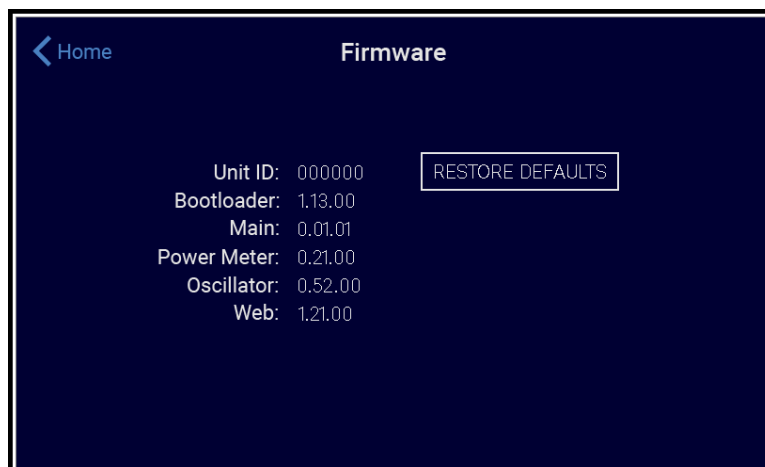 Home
Firmware
Unit ID: 000000
RESTORE DEFAULTS
Bootloader: 1.13.00
Main: 0.01.01
Power Meter: 0.21.00
Oscillator: 0.52.00
Web: 1.21.00